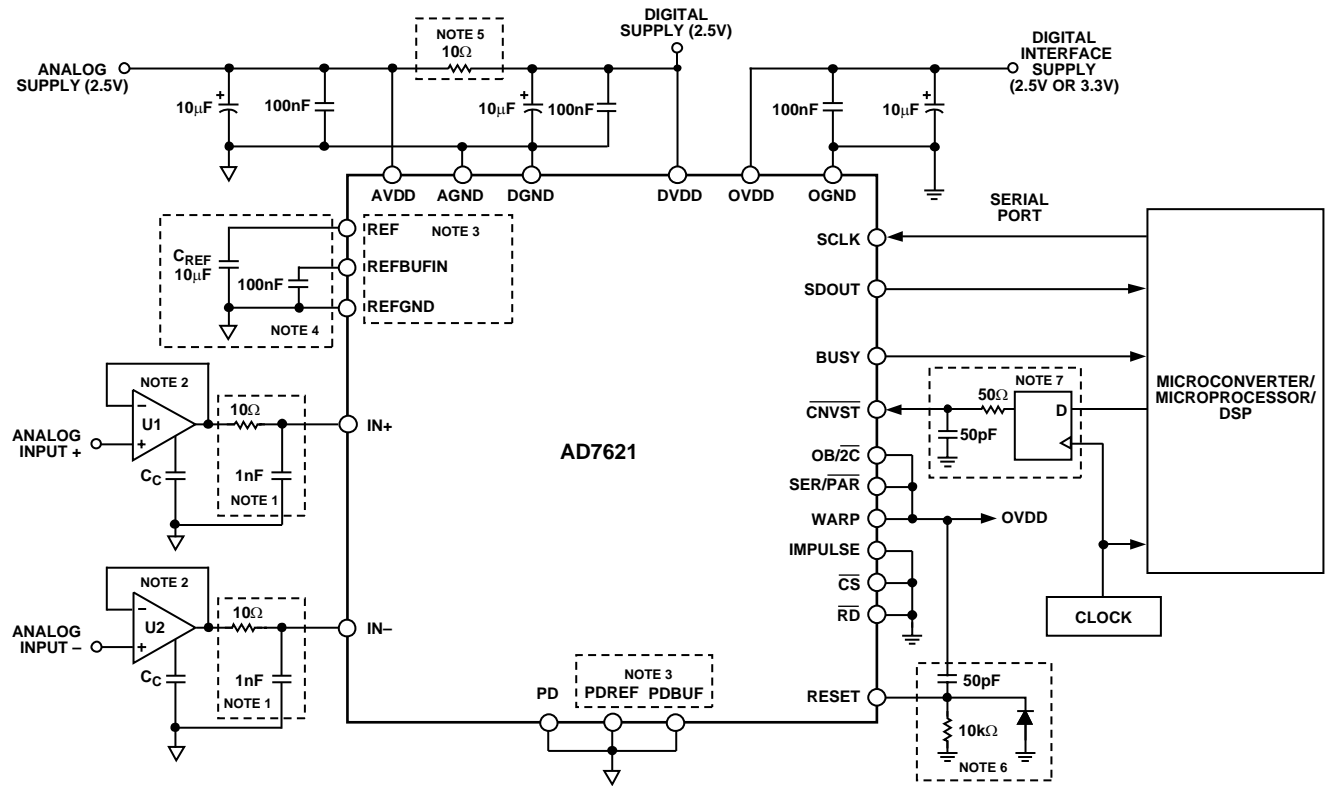 NOTE 5
10Ω
DIGITAL
SUPPLY (2.5V)
DIGITAL
INTERFACE
SUPPLY
(2.5V OR 3.3V)
ANALOG
SUPPLY (2.5V)
+
10μF
100nF
+
10μF
100nF
100nF
+
10μF
AVDD
AGND
DGND
DVDD
OVDD
OGND
SERIAL
PORT
CREF
10μF
100nF
NOTE 4
REF
NOTE 3
REFBUFIN
REFGND
SCLK
SDOUT
BUSY
CNVST
NOTE 7
50Ω
50pF
D
MICROCONVERTER/
MICROPROCESSOR/
DSP
NOTE 2
–
U1
+
ANALOG
INPUT +
CC
10Ω
1nF
NOTE 1
IN+
AD7621
OB/2C
SER/PAR
WARP
OVDD
IMPULSE
CS
RD
CLOCK
NOTE 2
–
U2
+
ANALOG
INPUT –
CC
10Ω
1nF
NOTE 1
IN–
PD
NOTE 3
PDREF
PDBUF
RESET
50pF
10kΩ
NOTE 6